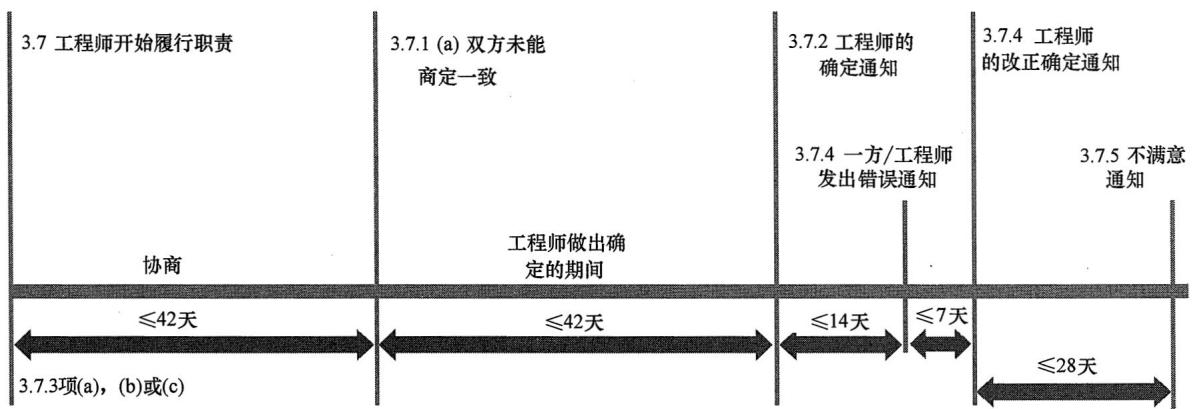 3.7 工程师开始履行职责
3.7.1 (a) 双方未能
商定一致
3.7.2 工程师的
确定通知
3.7.4 工程师
的改正确定通知
3.7.4 一方/工程师
发出错误通知
3.7.5 不满意
通知
协商
工程师做出确
定的期间
≤42天
≤42天
≤14天
≤7天
≤28天
3.7.3项(a)，(b)或(c)